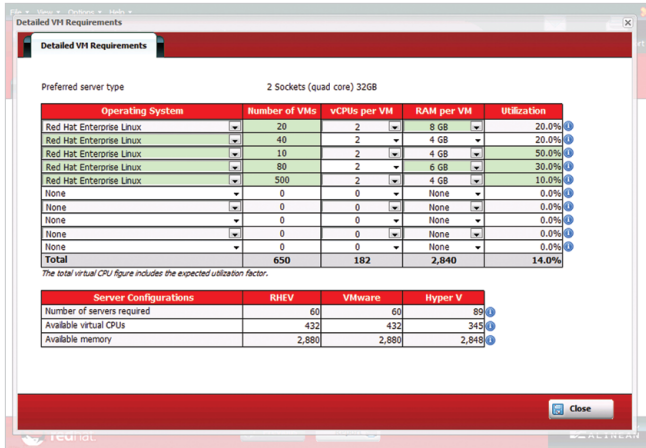 File View Options Help
Detailed VM Requirements
Detailed VM Requirements
Preferred server type 2 Sockets (quad core) 32GB
Operating System Number of VMs vCPUs per VM RAM per VM Utilization
Red Hat Enterprise Linux 20 2 8 GB 20.0%
Red Hat Enterprise Linux 40 2 4 GB 20.0%
Red Hat Enterprise Linux 10 2 4 GB 50.0%
Red Hat Enterprise Linux 80 2 6 GB 30.0%
Red Hat Enterprise Linux 500 2 4 GB 10.0%
None 0 0 None 0.0%
None 0 0 None 0.0%
None 0 0 None 0.0%
None 0 0 None 0.0%
None 0 0 None 0.0%
Total 650 182 2,840 14.0%
The total virtual CPU figure includes the expected utilization factor.
Server Configurations RHEV VMware Hyper V
Number of servers required 60 60 89
Available virtual CPUs 432 432 345
Available memory 2,880 2,880 2,848
Close
redhat.